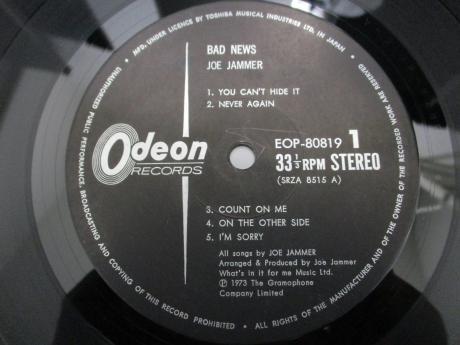 • MFD. UNDER LICENCE BY TOSHIBA MUSICAL INDUSTRIES LTD. IN JAPAN •
BAD NEWS
JOE JAMMER
1. YOU CAN'T HIDE IT
2. NEVER AGAIN
Odeon
RECORDS
EOP-80819 1
33 1/3 RPM STEREO
(SRZA 8515 A)
3. COUNT ON ME
4. ON THE OTHER SIDE
5. I'M SORRY
All songs by JOE JAMMER
Arranged & Produced by Joe Jammer
What's in it for me Music Ltd.
Ⓟ 1973 The Gramophone
Company Limited
UNAUTHORIZED PUBLIC PERFORMANCE, BROADCASTING AND COPYING OF THIS RECORD PROHIBITED • ALL RIGHTS OF THE MANUFACTURER AND OF THE OWNER OF THE RECORDED WORK ARE RESERVED